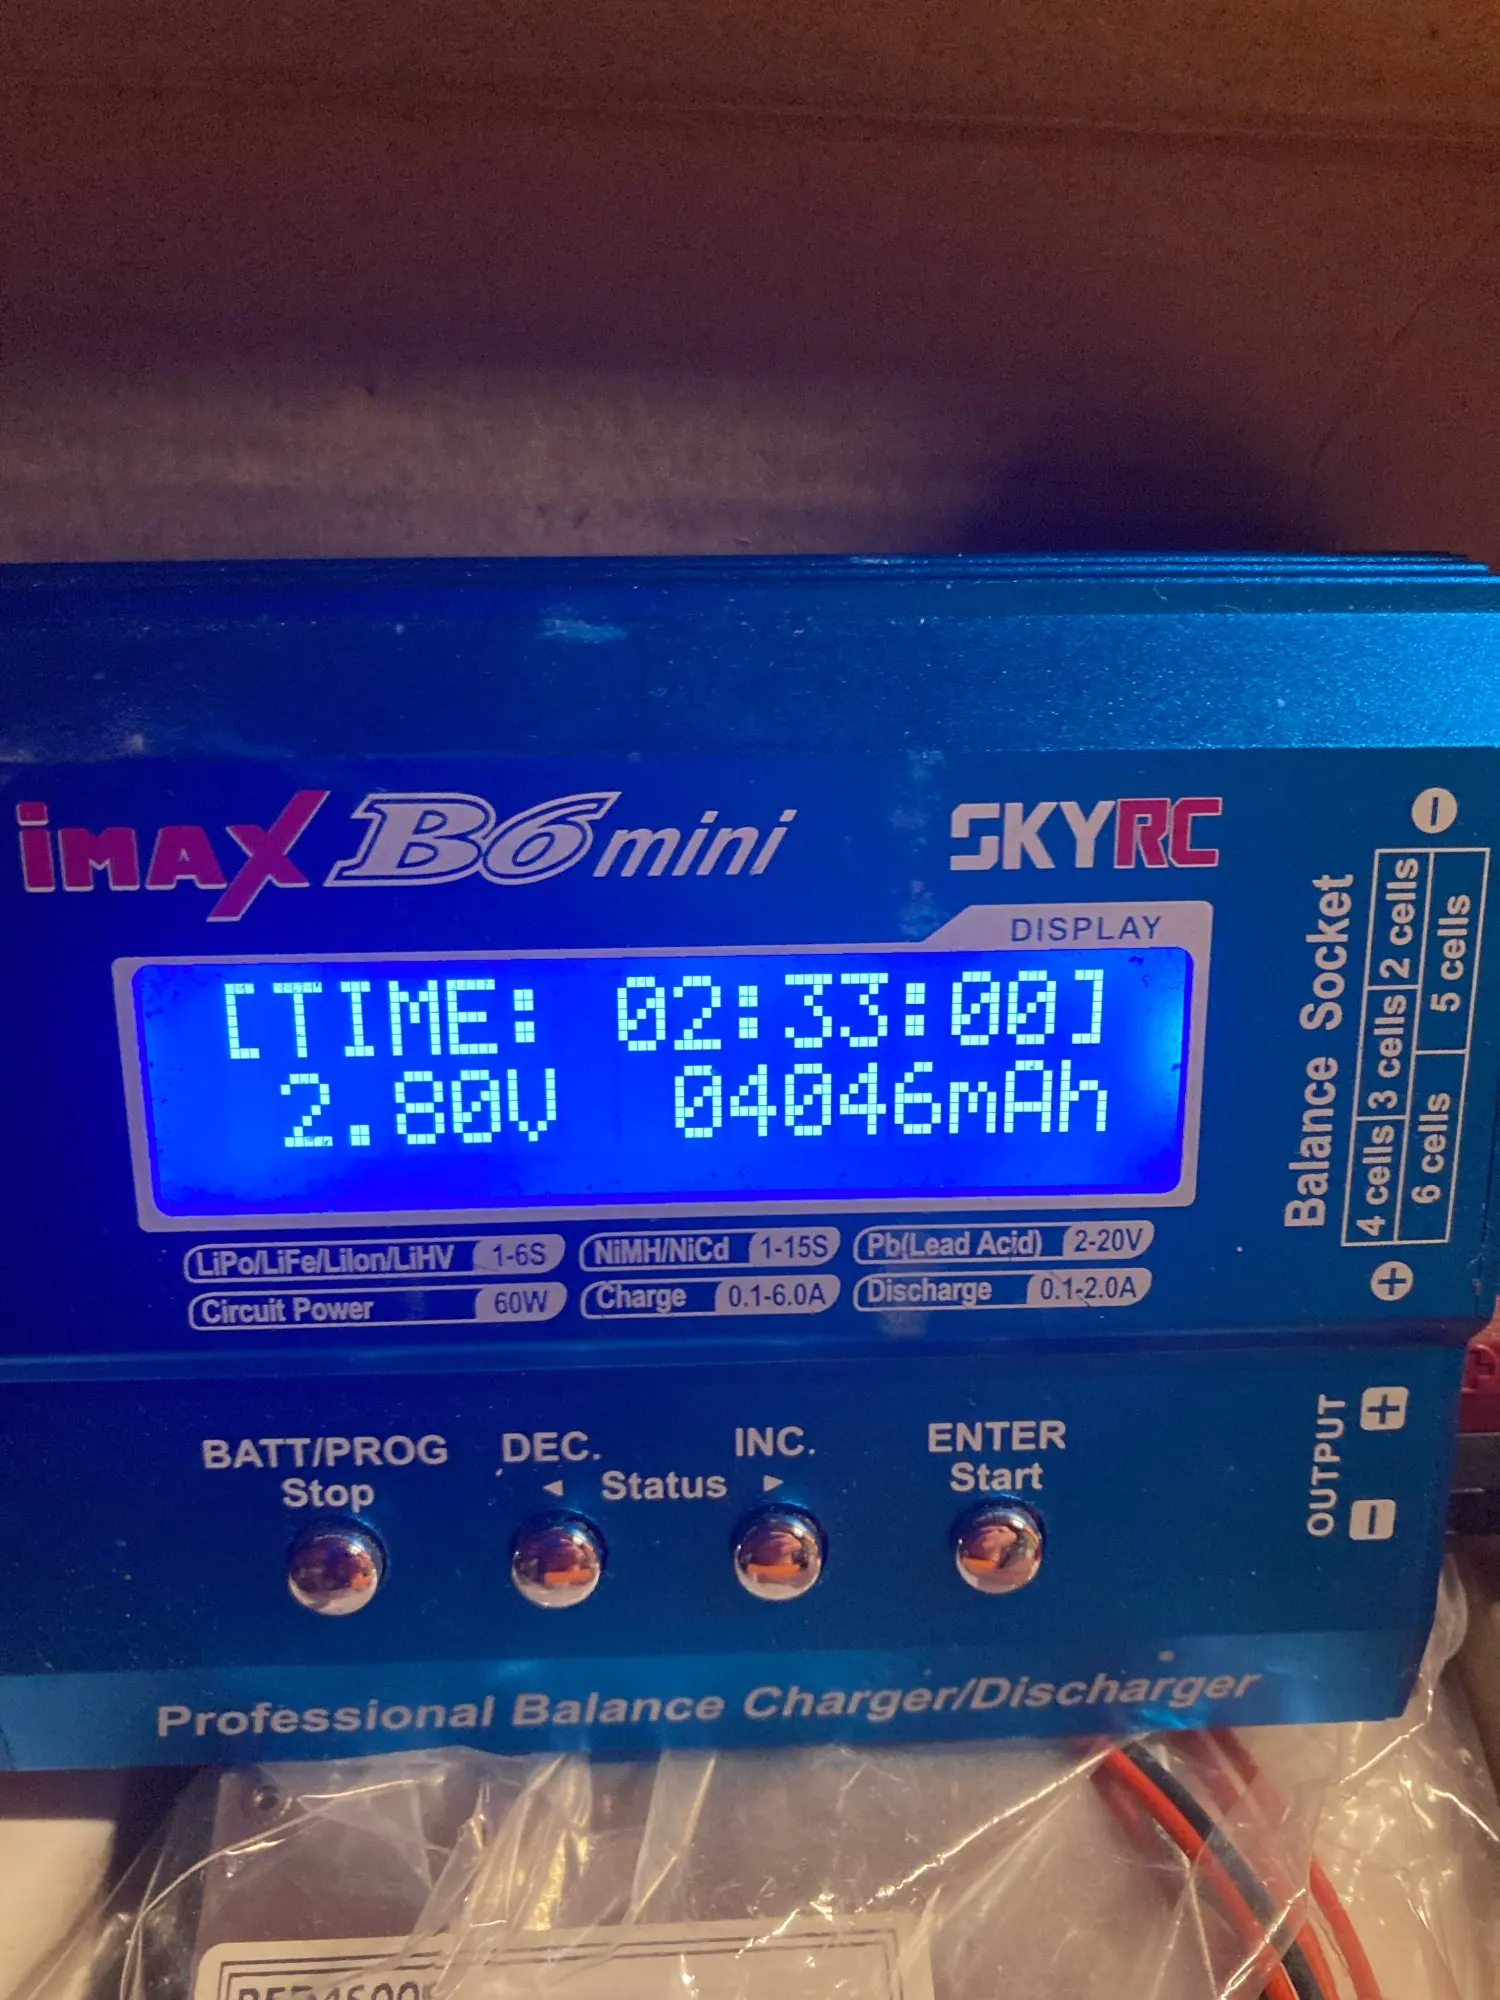 iMAX B6 mini SKYRC
DISPLAY
[TIME: 02:33:00]
2.80V 04046mAh
LiPo/LiFe/LiIon/LiHV 1-6S NiMH/NiCd 1-15S Pb(Lead Acid) 2-20V
Circuit Power 60W Charge 0.1-6.0A Discharge 0.1-2.0A
Balance Socket
4 cells 3 cells 2 cells
6 cells 5 cells
BATT/PROG DEC. INC. ENTER
Stop ◄ Status ► Start
OUTPUT
Professional Balance Charger/Discharger